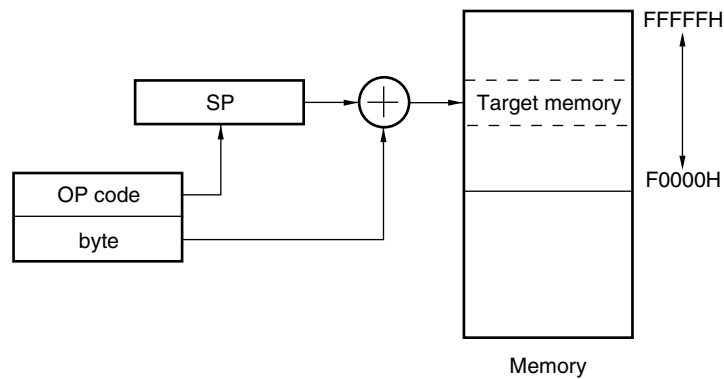 FFFFFH
SP
Target memory
OP code
F0000H
byte
Memory